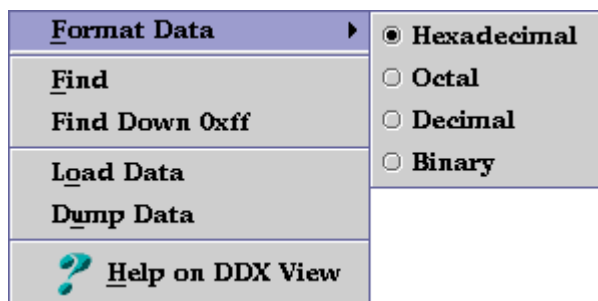 Format Data
Find
Find Down 0xff
Load Data
Dump Data
Help on DDX View
Hexadecimal
Octal
Decimal
Binary